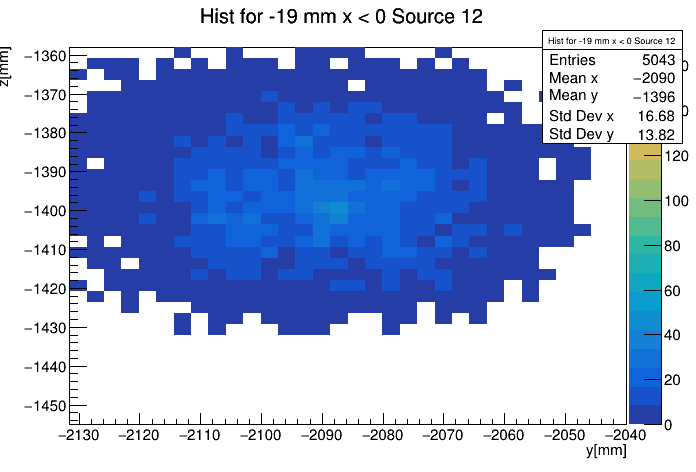 Hist for -19 mm x < 0 Source 12
Hist for -19 mm x < 0 Source 12
Entries 5043
Mean x −2090
Mean y −1396
Std Dev x 16.68
Std Dev y 13.82
z[mm]
−1360
−1370
−1380
−1390
−1400
−1410
−1420
−1430
−1440
−1450
−2130 −2120 −2110 −2100 −2090 −2080 −2070 −2060 −2050 −2040
y[mm]
120
100
80
60
40
20
0